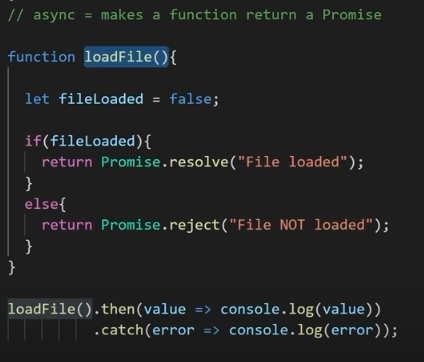 // async = makes a function return a Promise
function loadFile(){
let fileLoaded = false;
if(fileLoaded){
return Promise.resolve("File loaded");
}
else{
return Promise.reject("File NOT loaded");
}
}
loadFile().then(value => console.log(value))
.catch(error => console.log(error));